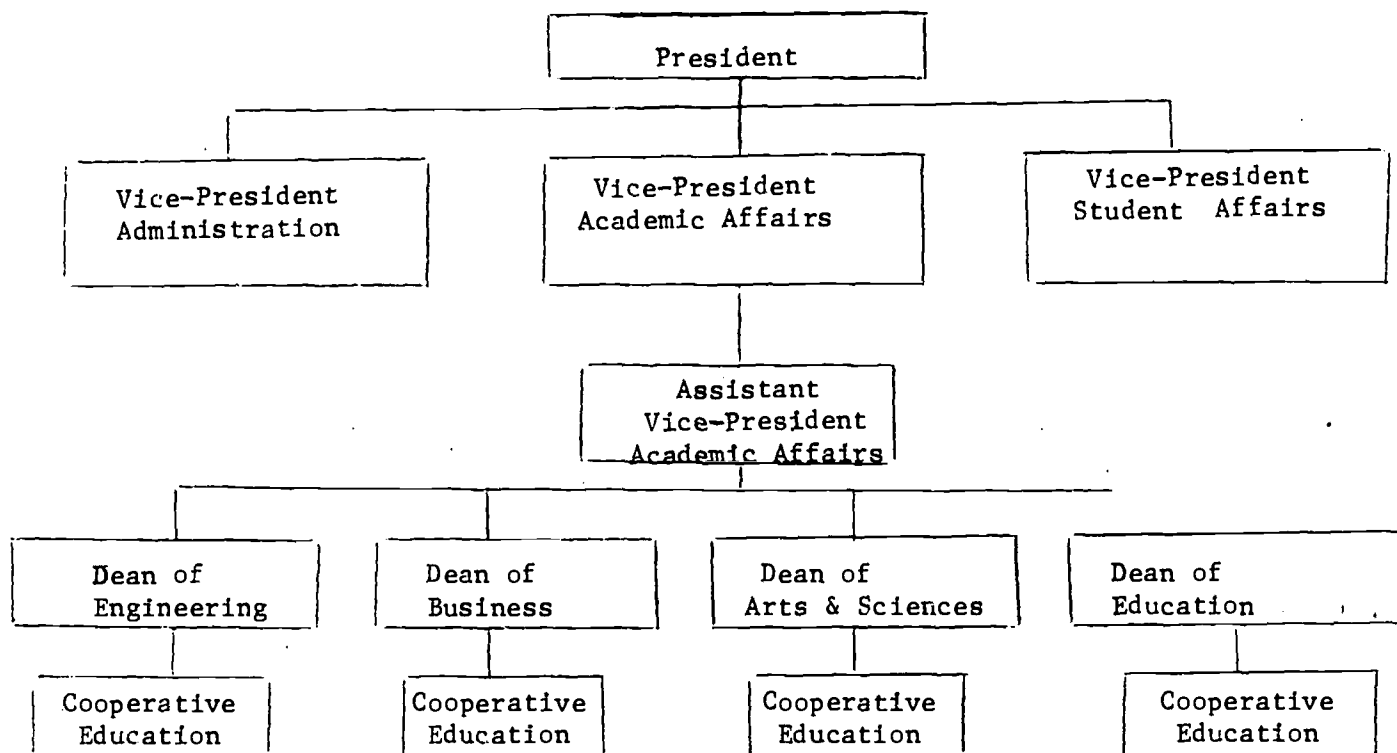 President
Vice-President
Administration
Vice-President
Academic Affairs
Vice-President
Student Affairs
Assistant
Vice-President
Academic Affairs
Dean of
Engineering
Dean of
Business
Dean of
Arts & Sciences
Dean of
Education
Cooperative
Education
Cooperative
Education
Cooperative
Education
Cooperative
Education